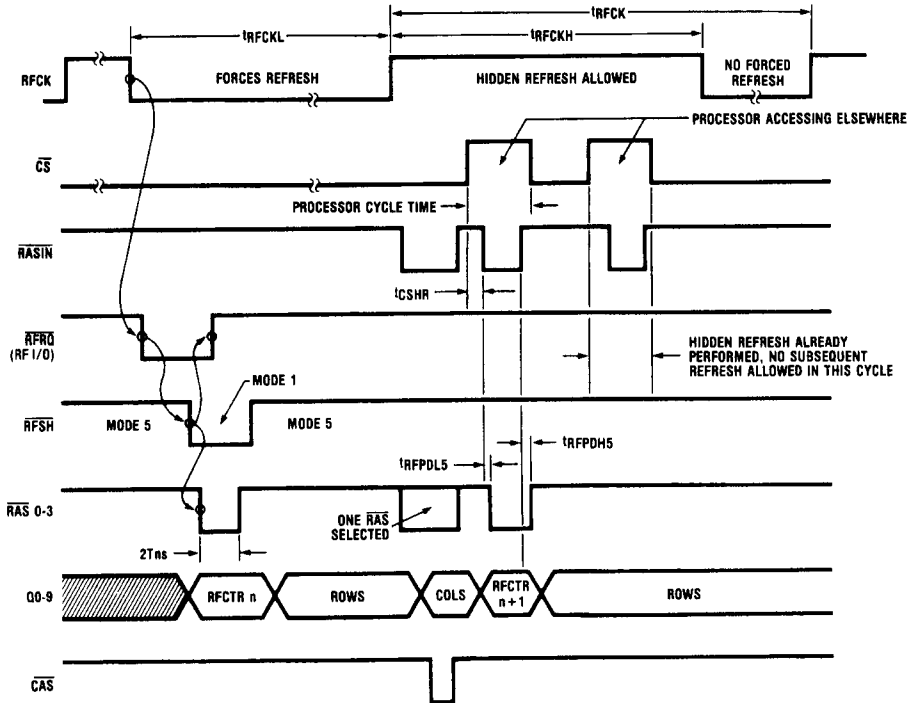 tRFCK
tRFCKL
tRFCKH
RFCK
FORCES REFRESH
HIDDEN REFRESH ALLOWED
NO FORCED
REFRESH
PROCESSOR ACCESSING ELSEWHERE
CS
PROCESSOR CYCLE TIME
RASIN
tCSHR
RFRQ
(RF I/O)
HIDDEN REFRESH ALREADY
PERFORMED, NO SUBSEQUENT
REFRESH ALLOWED IN THIS CYCLE
MODE 1
RFSH
MODE 5
MODE 5
tRFPDL5
tRFPDH5
RAS 0-3
ONE RAS
SELECTED
2Tns
Q0-9
RFCTR n
ROWS
COLS
RFCTR
n+1
ROWS
CAS